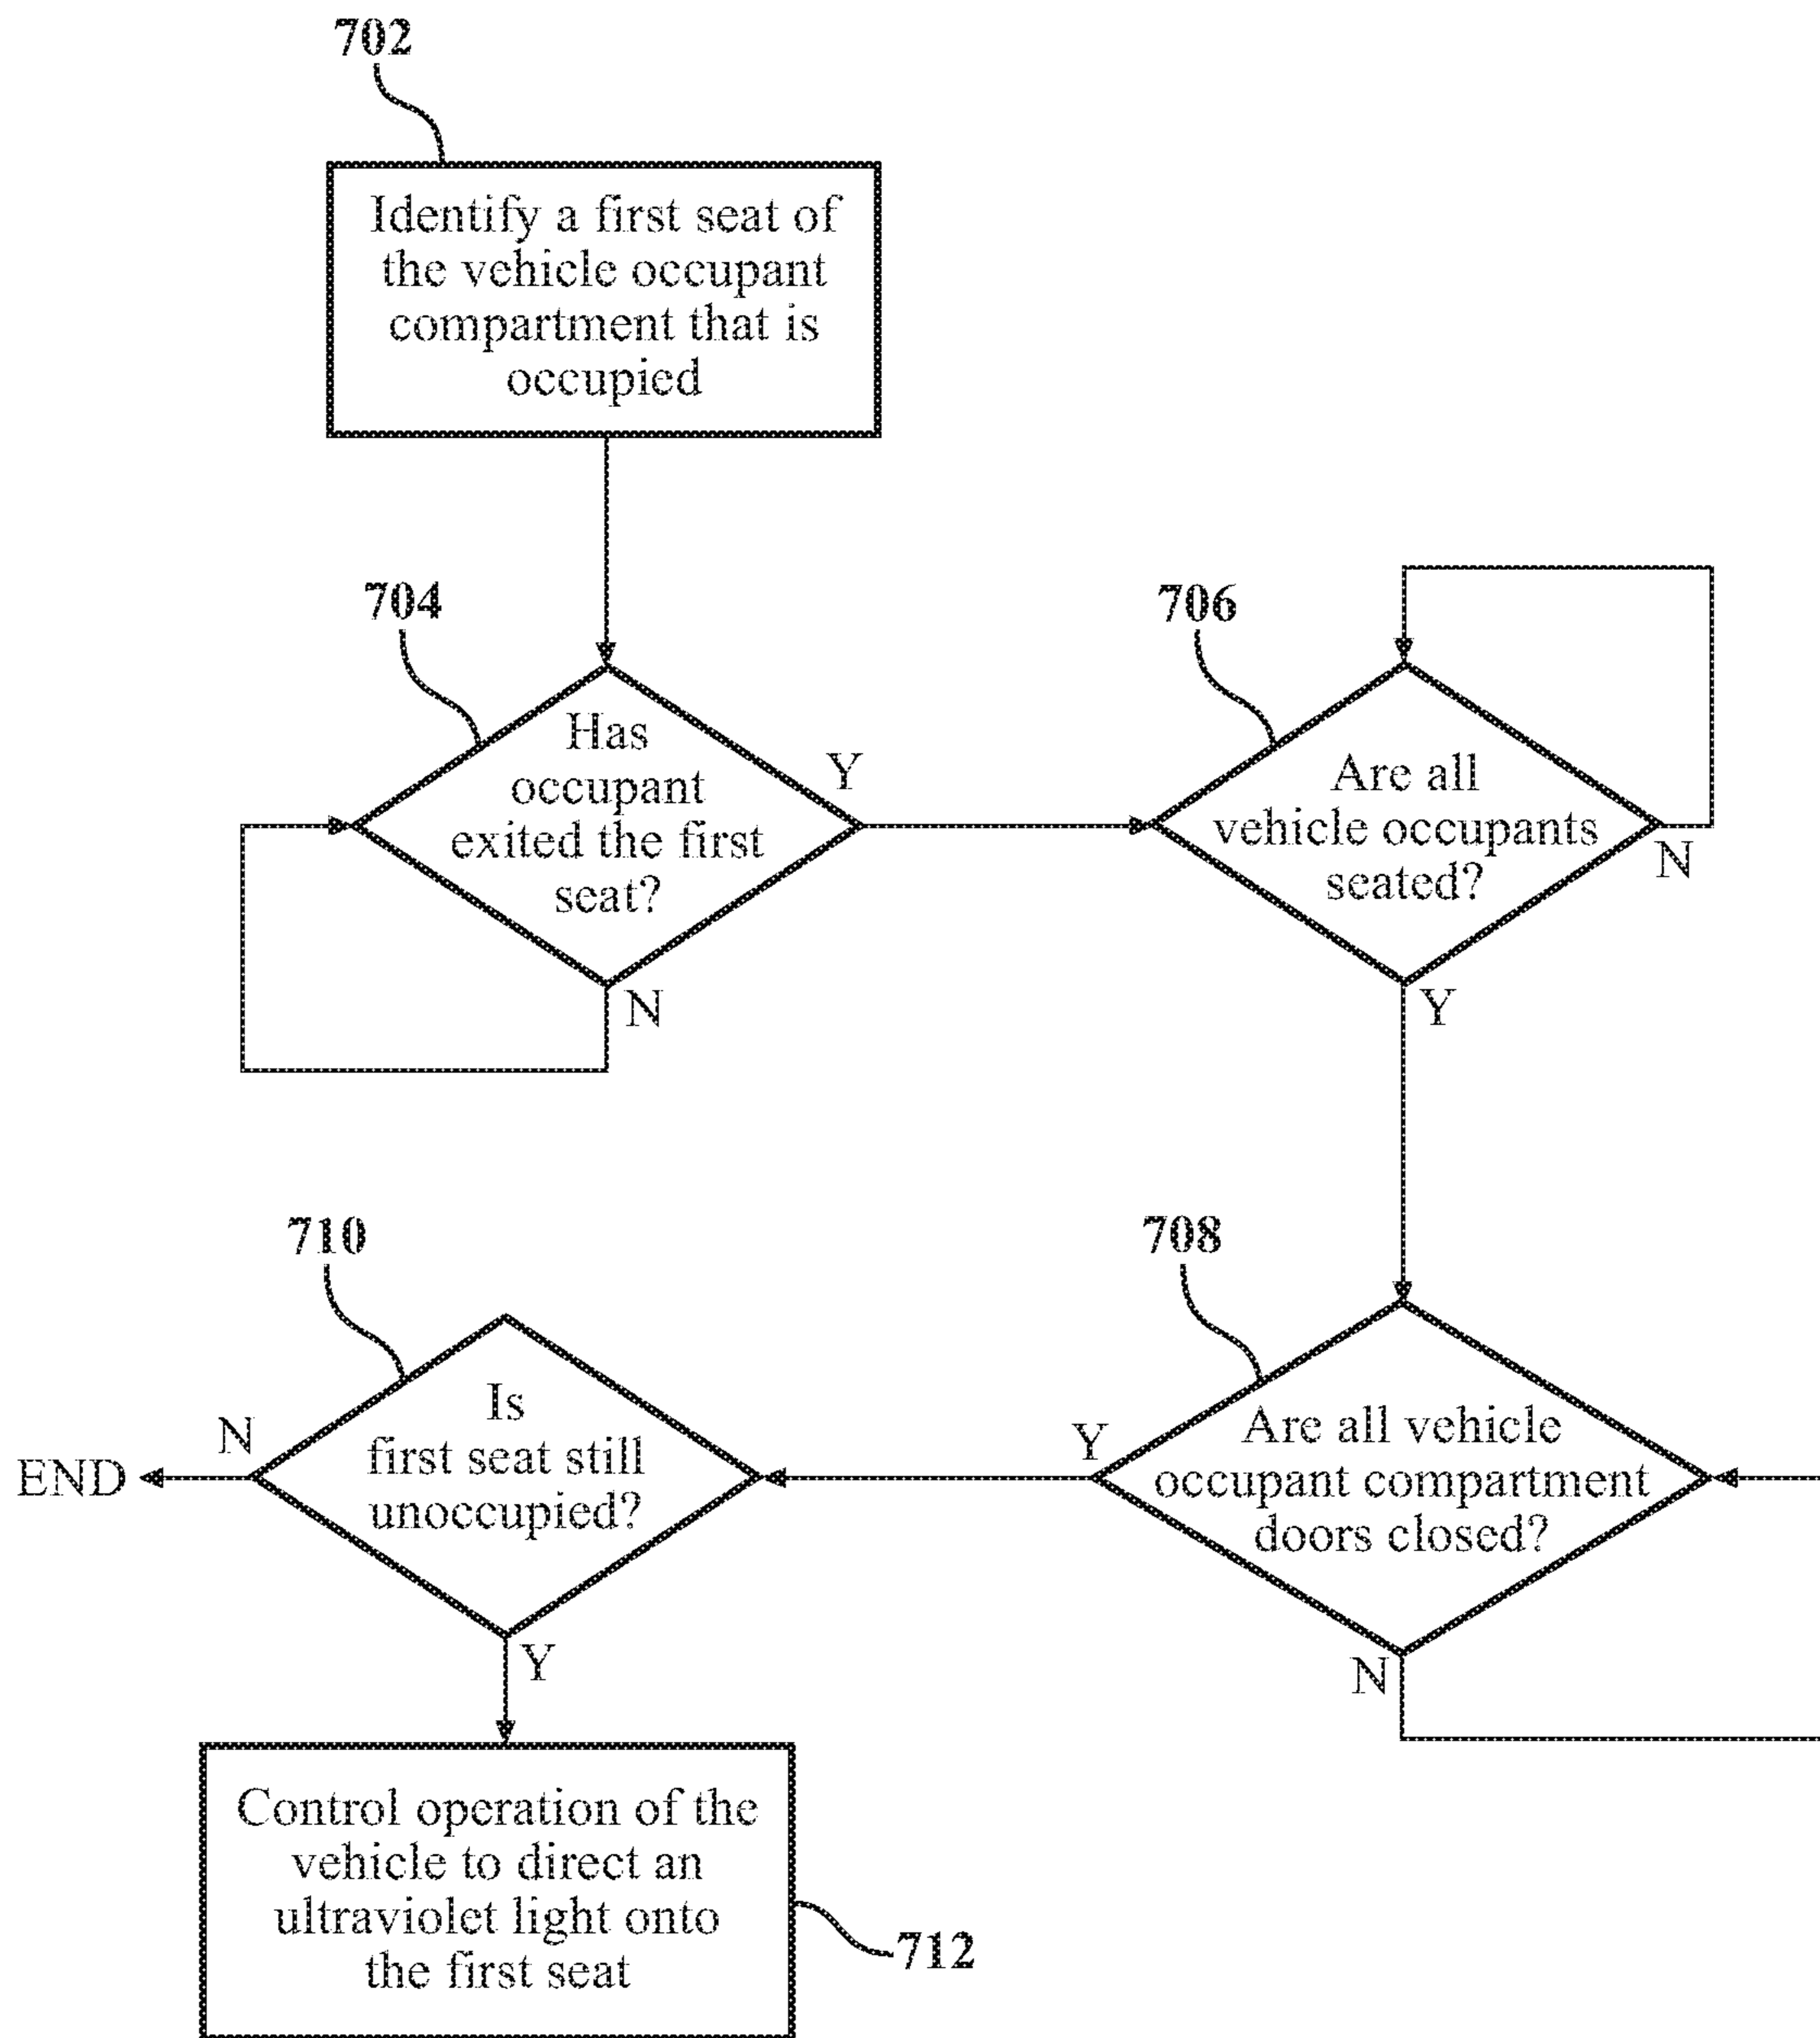 702
Identify a first seat of
the vehicle occupant
compartment that is
occupied
704
Has
occupant
exited the first
seat?
Y
N
706
Are all
vehicle occupants
seated?
N
Y
710
Is
first seat still
unoccupied?
N
END
Y
708
Are all vehicle
occupant compartment
doors closed?
Y
N
Control operation of the
vehicle to direct an
ultraviolet light onto
the first seat
712